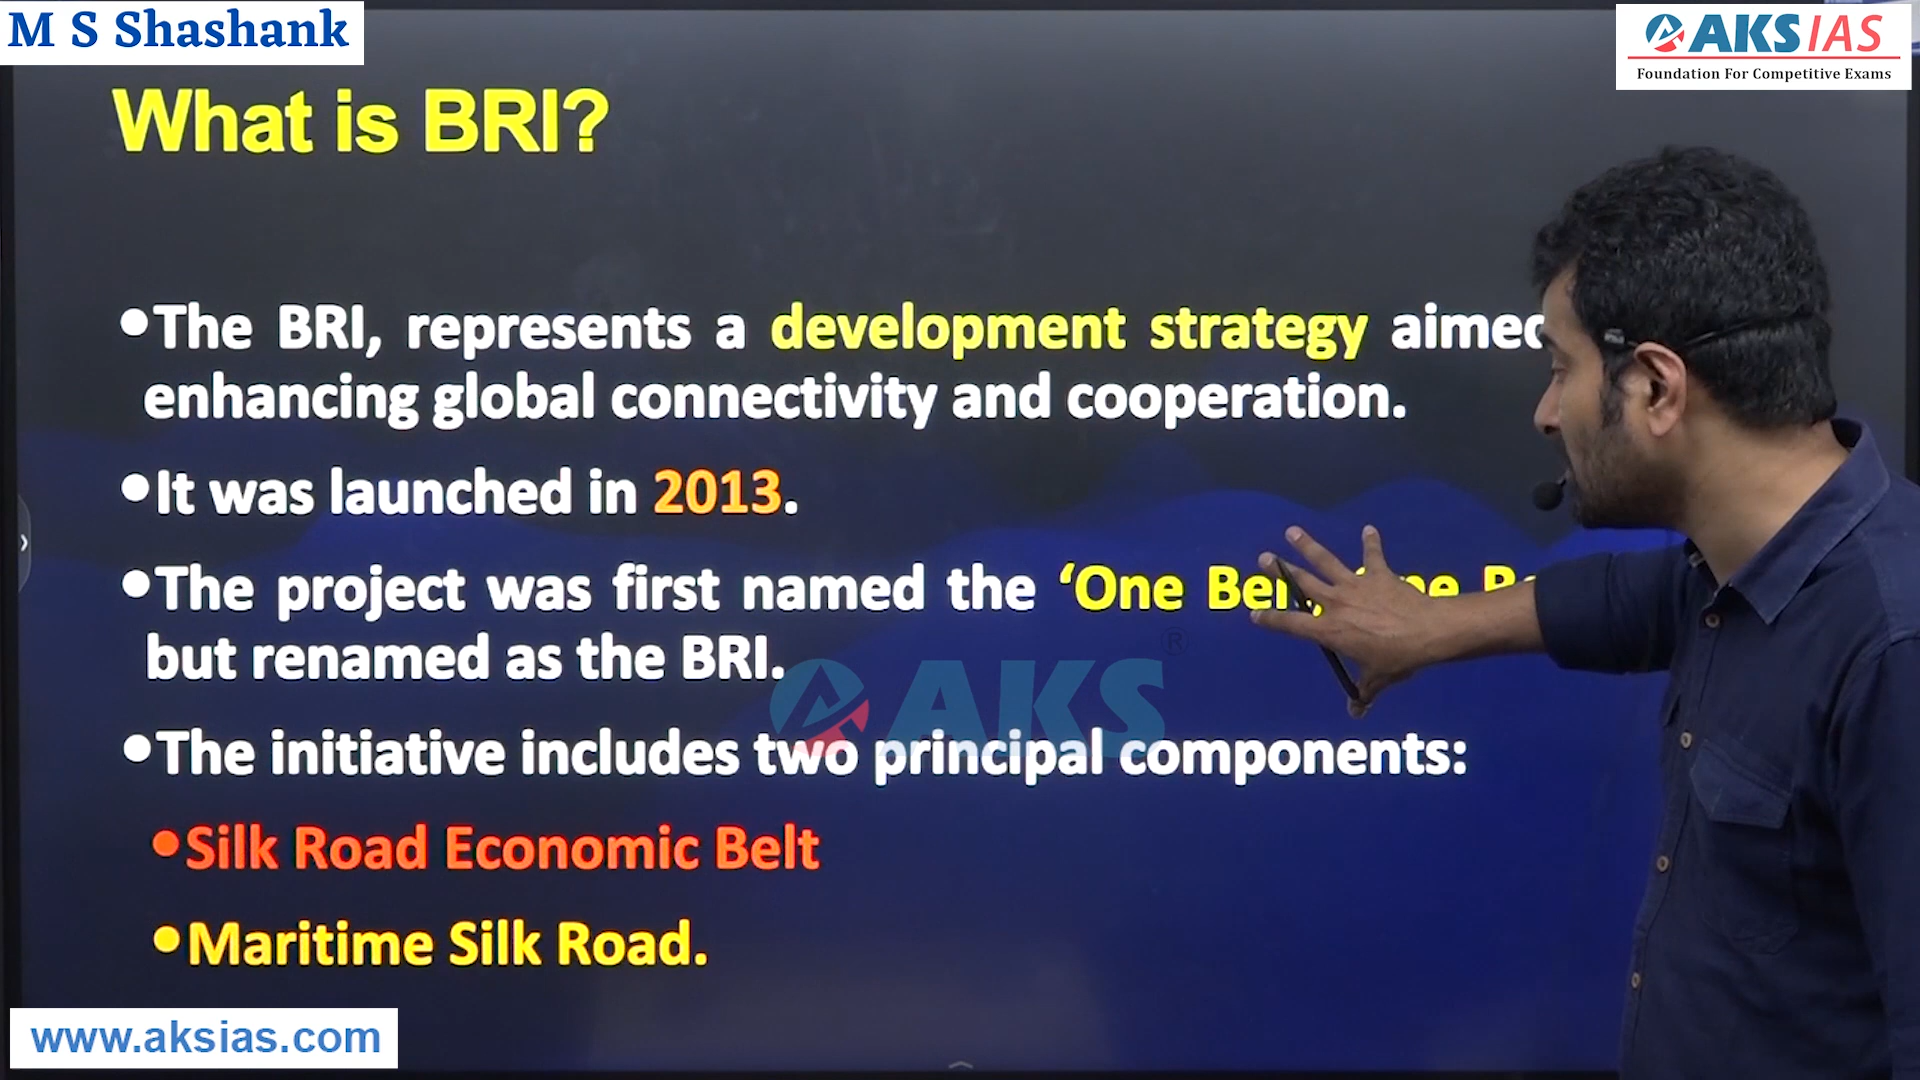 M S Shashank
AKS IAS
Foundation For Competitive Exams
What is BRI?
•The BRI, represents a development strategy aimed
enhancing global connectivity and cooperation.
•It was launched in 2013.
•The project was first named the ‘One
but renamed as the BRI.
AKS®
•The initiative includes two principal components:
•Silk Road Economic Belt
•Maritime Silk Road.
www.aksias.com